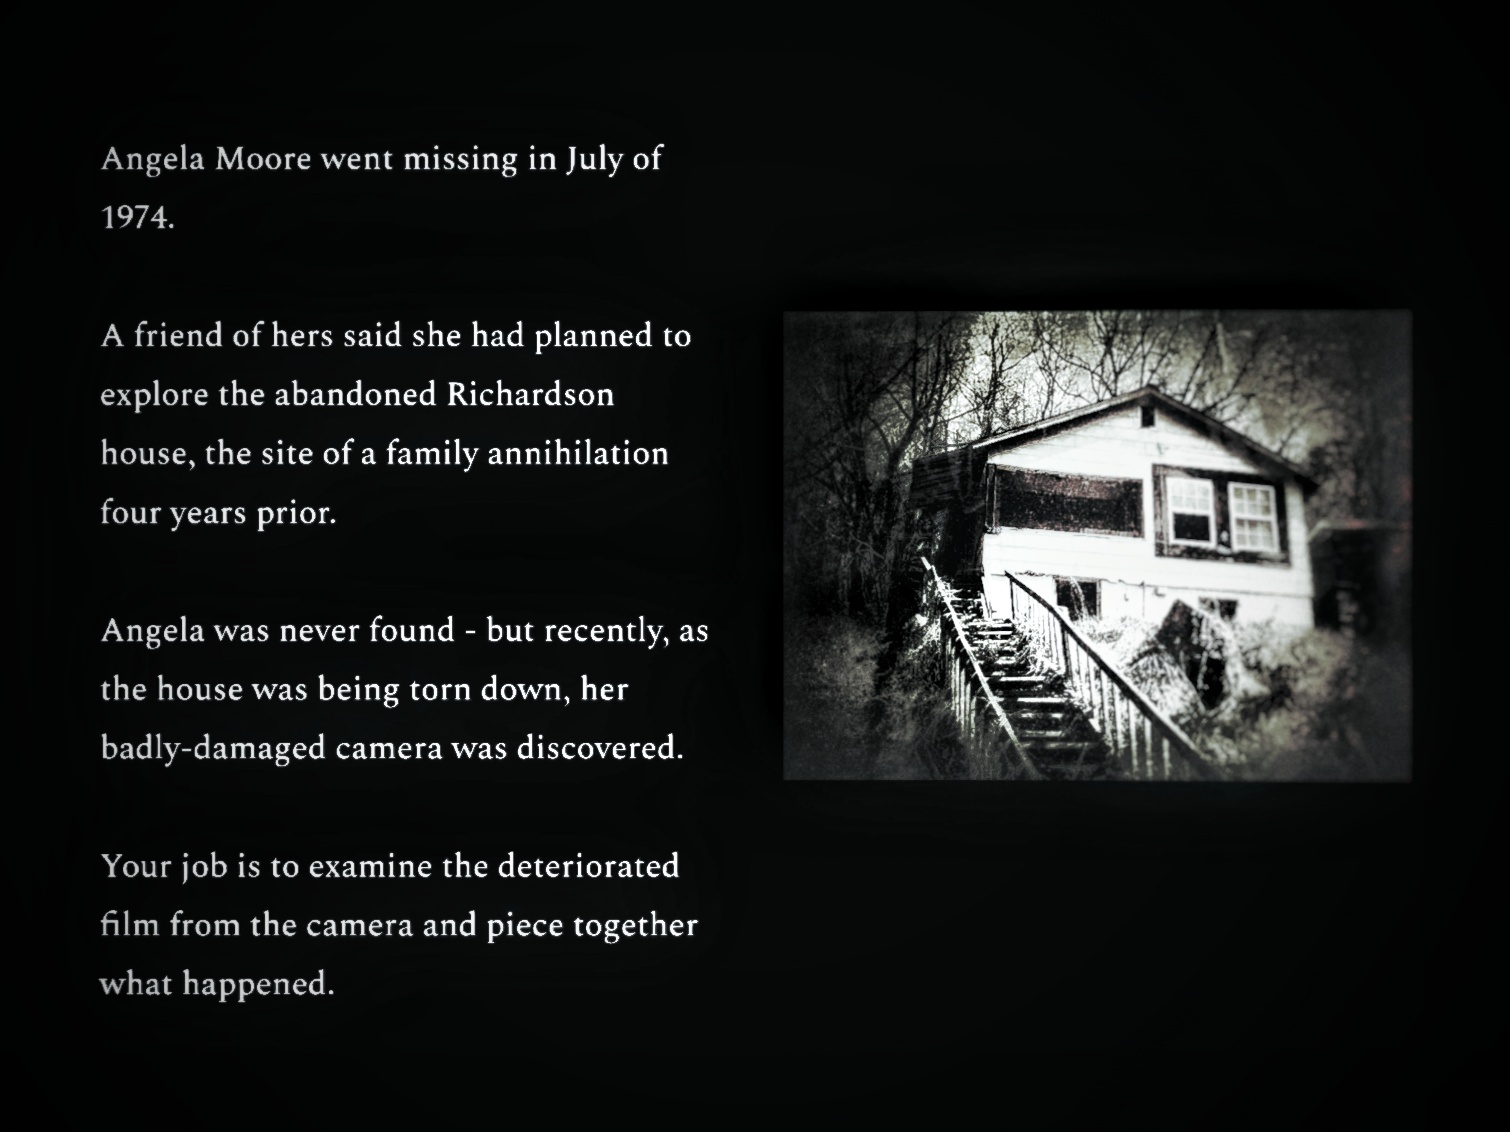 Angela Moore went missing in July of
1974.
A friend of hers said she had planned to
explore the abandoned Richardson
house, the site of a family annihilation
four years prior.
Angela was never found - but recently, as
the house was being torn down, her
badly-damaged camera was discovered.
Your job is to examine the deteriorated
film from the camera and piece together
what happened.